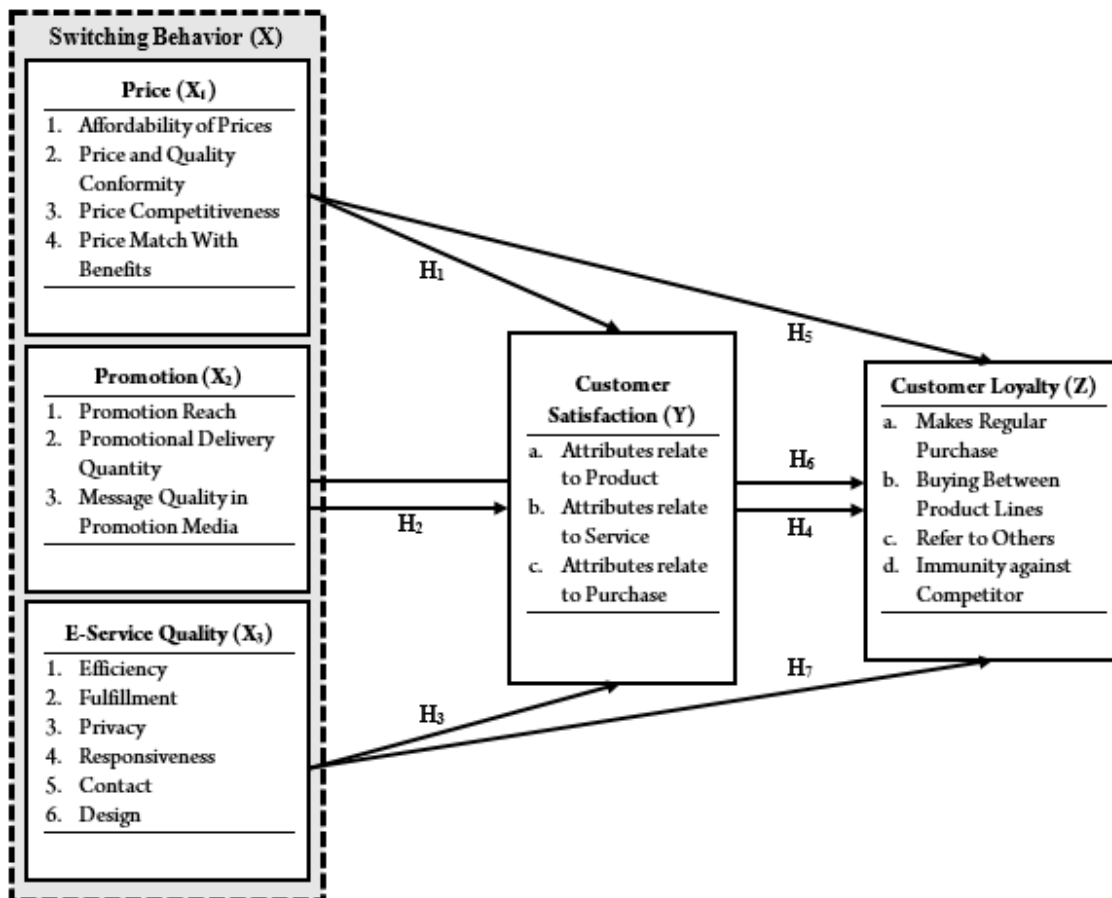 Switching Behavior (X)
Price (X₁)
1. Affordability of Prices
2. Price and Quality
Conformity
3. Price Competitiveness
4. Price Match With
Benefits
Promotion (X₂)
1. Promotion Reach
2. Promotional Delivery
Quantity
3. Message Quality in
Promotion Media
E-Service Quality (X₃)
1. Efficiency
2. Fulfillment
3. Privacy
4. Responsiveness
5. Contact
6. Design
H₁
H₂
H₃
Customer
Satisfaction (Y)
a. Attributes relate
to Product
b. Attributes relate
to Service
c. Attributes relate
to Purchase
H₅
H₆
H₄
H₇
Customer Loyalty (Z)
a. Makes Regular
Purchase
b. Buying Between
Product Lines
c. Refer to Others
d. Immunity against
Competitor